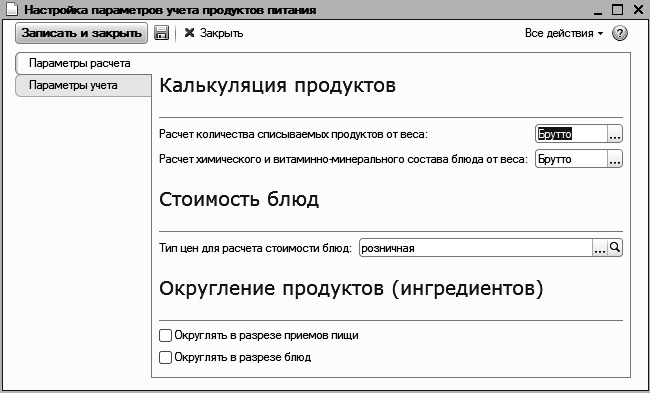 Настройка параметров учета продуктов питания
Записать и закрыть
Закрыть
Все действия
?
Параметры расчета
Параметры учета
Калькуляция продуктов
Расчет количества списываемых продуктов от веса: Брутто ...
Расчет химического и витаминно-минерального состава блюда от веса: Брутто ...
Стоимость блюд
Тип цен для расчета стоимости блюд: розничная ...
Округление продуктов (ингредиентов)
Округлять в разрезе приемов пищи
Округлять в разрезе блюд